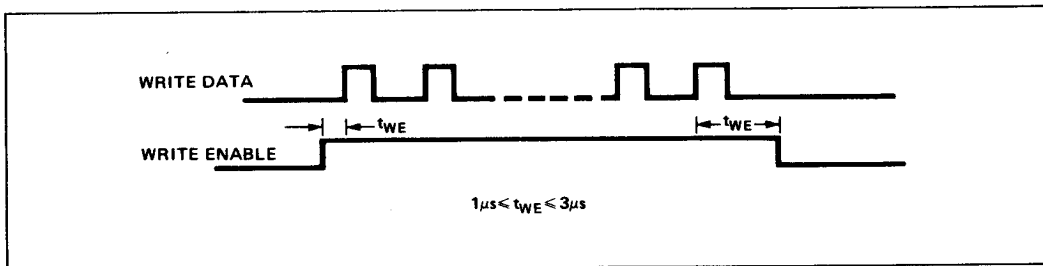 WRITE DATA
tWE
tWE
WRITE ENABLE
1μs ≤ tWE ≤ 3μs